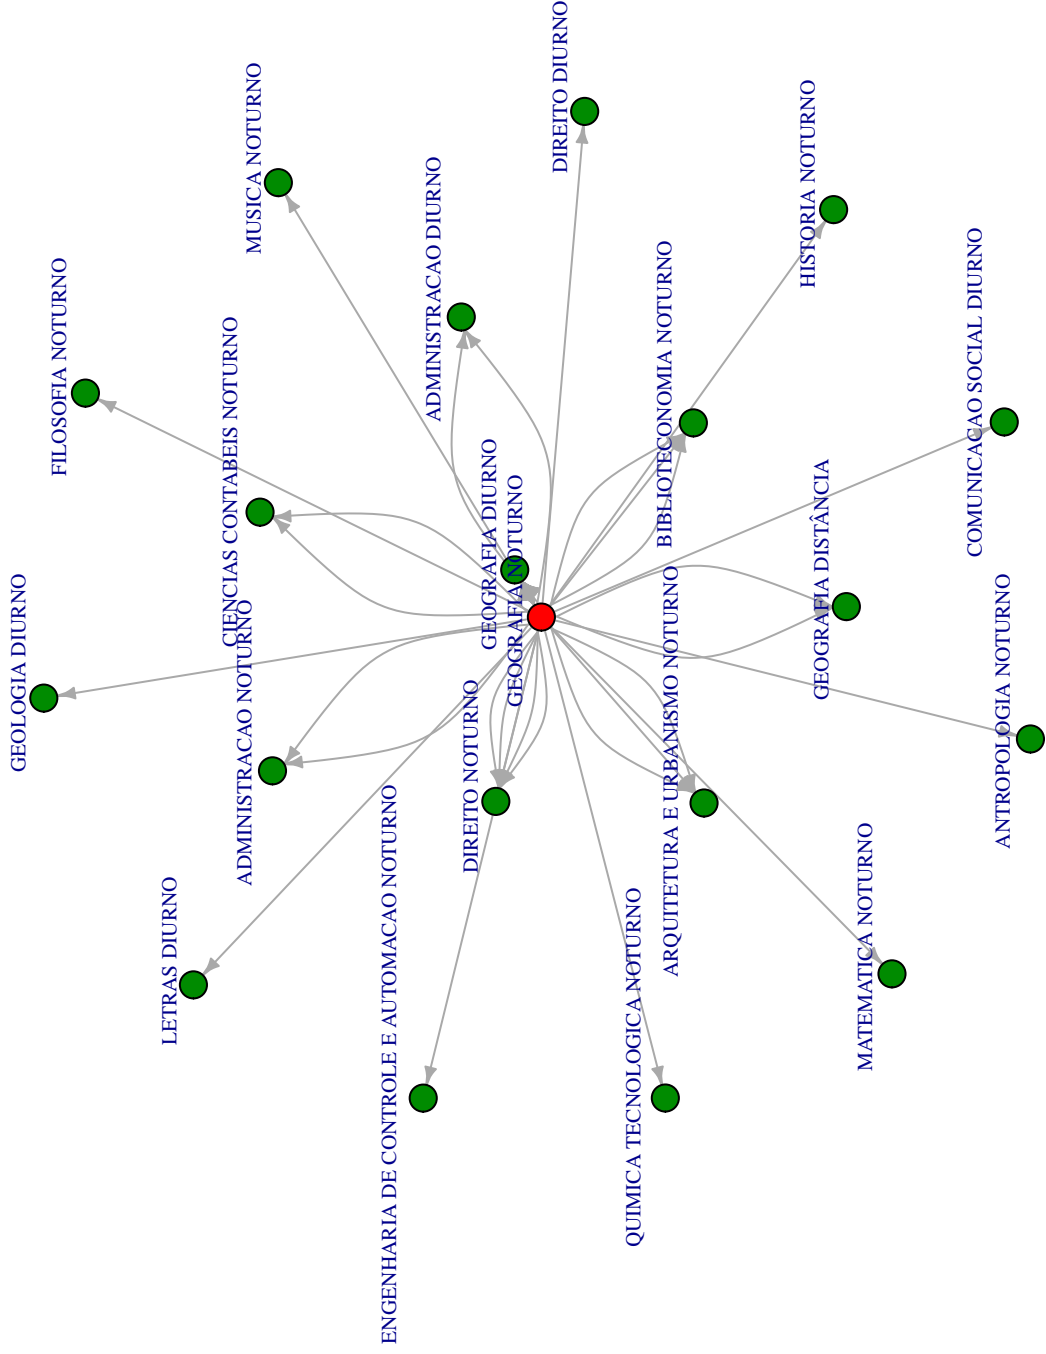 DIREITO DIURNO
MUSICA NOTURNO
HISTORIA NOTURNO
ADMINISTRACAO DIURNO
COMUNICACAO SOCIAL DIURNO
BIBLIOTECONOMIA NOTURNO
FILOSOFIA NOTURNO
CIENCIAS CONTABEIS NOTURNO
GEOGRAFIA DIURNO
GEOGRAFIA DISTÂNCIA
GEOGRAFIA NOTURNO
ARQUITETURA E URBANISMO NOTURNO
GEOLOGIA DIURNO
ANTROPOLOGIA NOTURNO
ADMINISTRACAO NOTURNO
DIREITO NOTURNO
ENGENHARIA DE CONTROLE E AUTOMACAO NOTURNO
MATEMATICA NOTURNO
LETRAS DIURNO
QUIMICA TECNOLOGICA NOTURNO